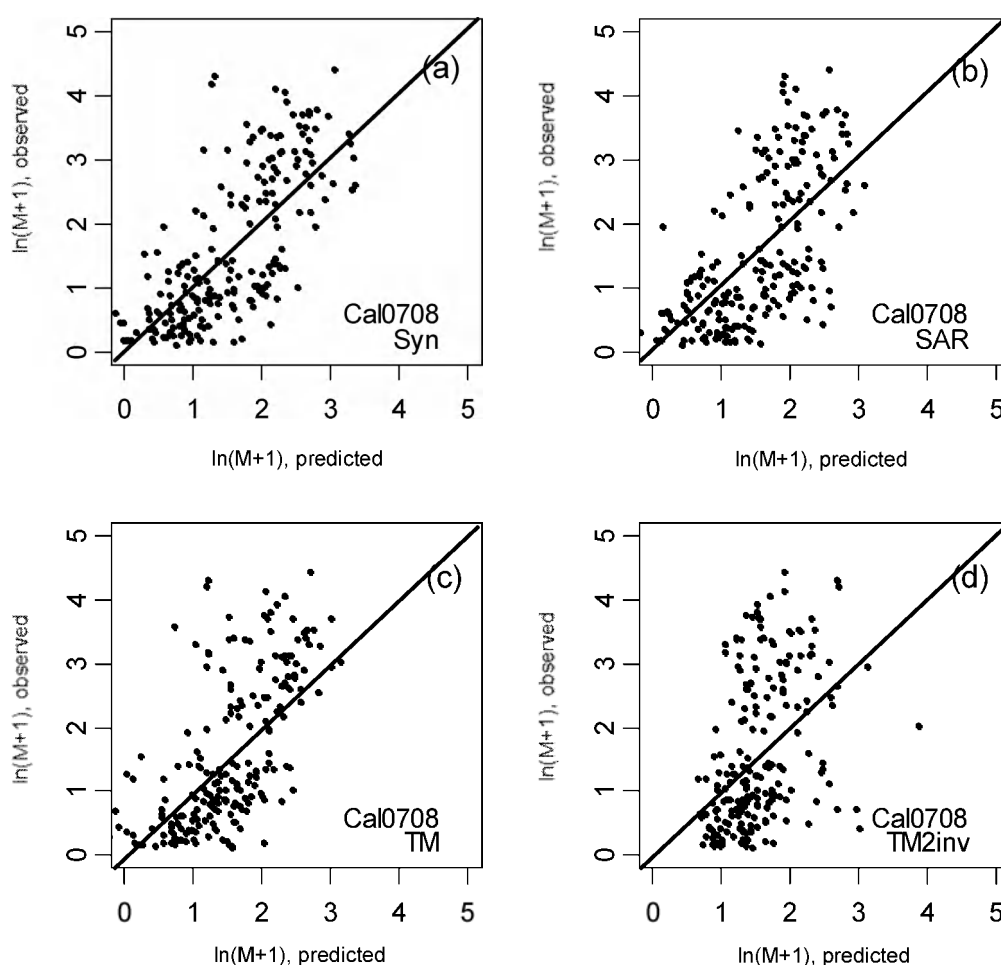 5
4
3
2
1
0
ln(M+1), observed
(a)
Cal0708
Syn
0 1 2 3 4 5
ln(M+1), predicted
5
4
3
2
1
0
ln(M+1), observed
(b)
Cal0708
SAR
0 1 2 3 4 5
ln(M+1), predicted
5
4
3
2
1
0
ln(M+1), observed
(c)
Cal0708
TM
0 1 2 3 4 5
ln(M+1), predicted
5
4
3
2
1
0
ln(M+1), observed
(d)
Cal0708
TM2inv
0 1 2 3 4 5
ln(M+1), predicted